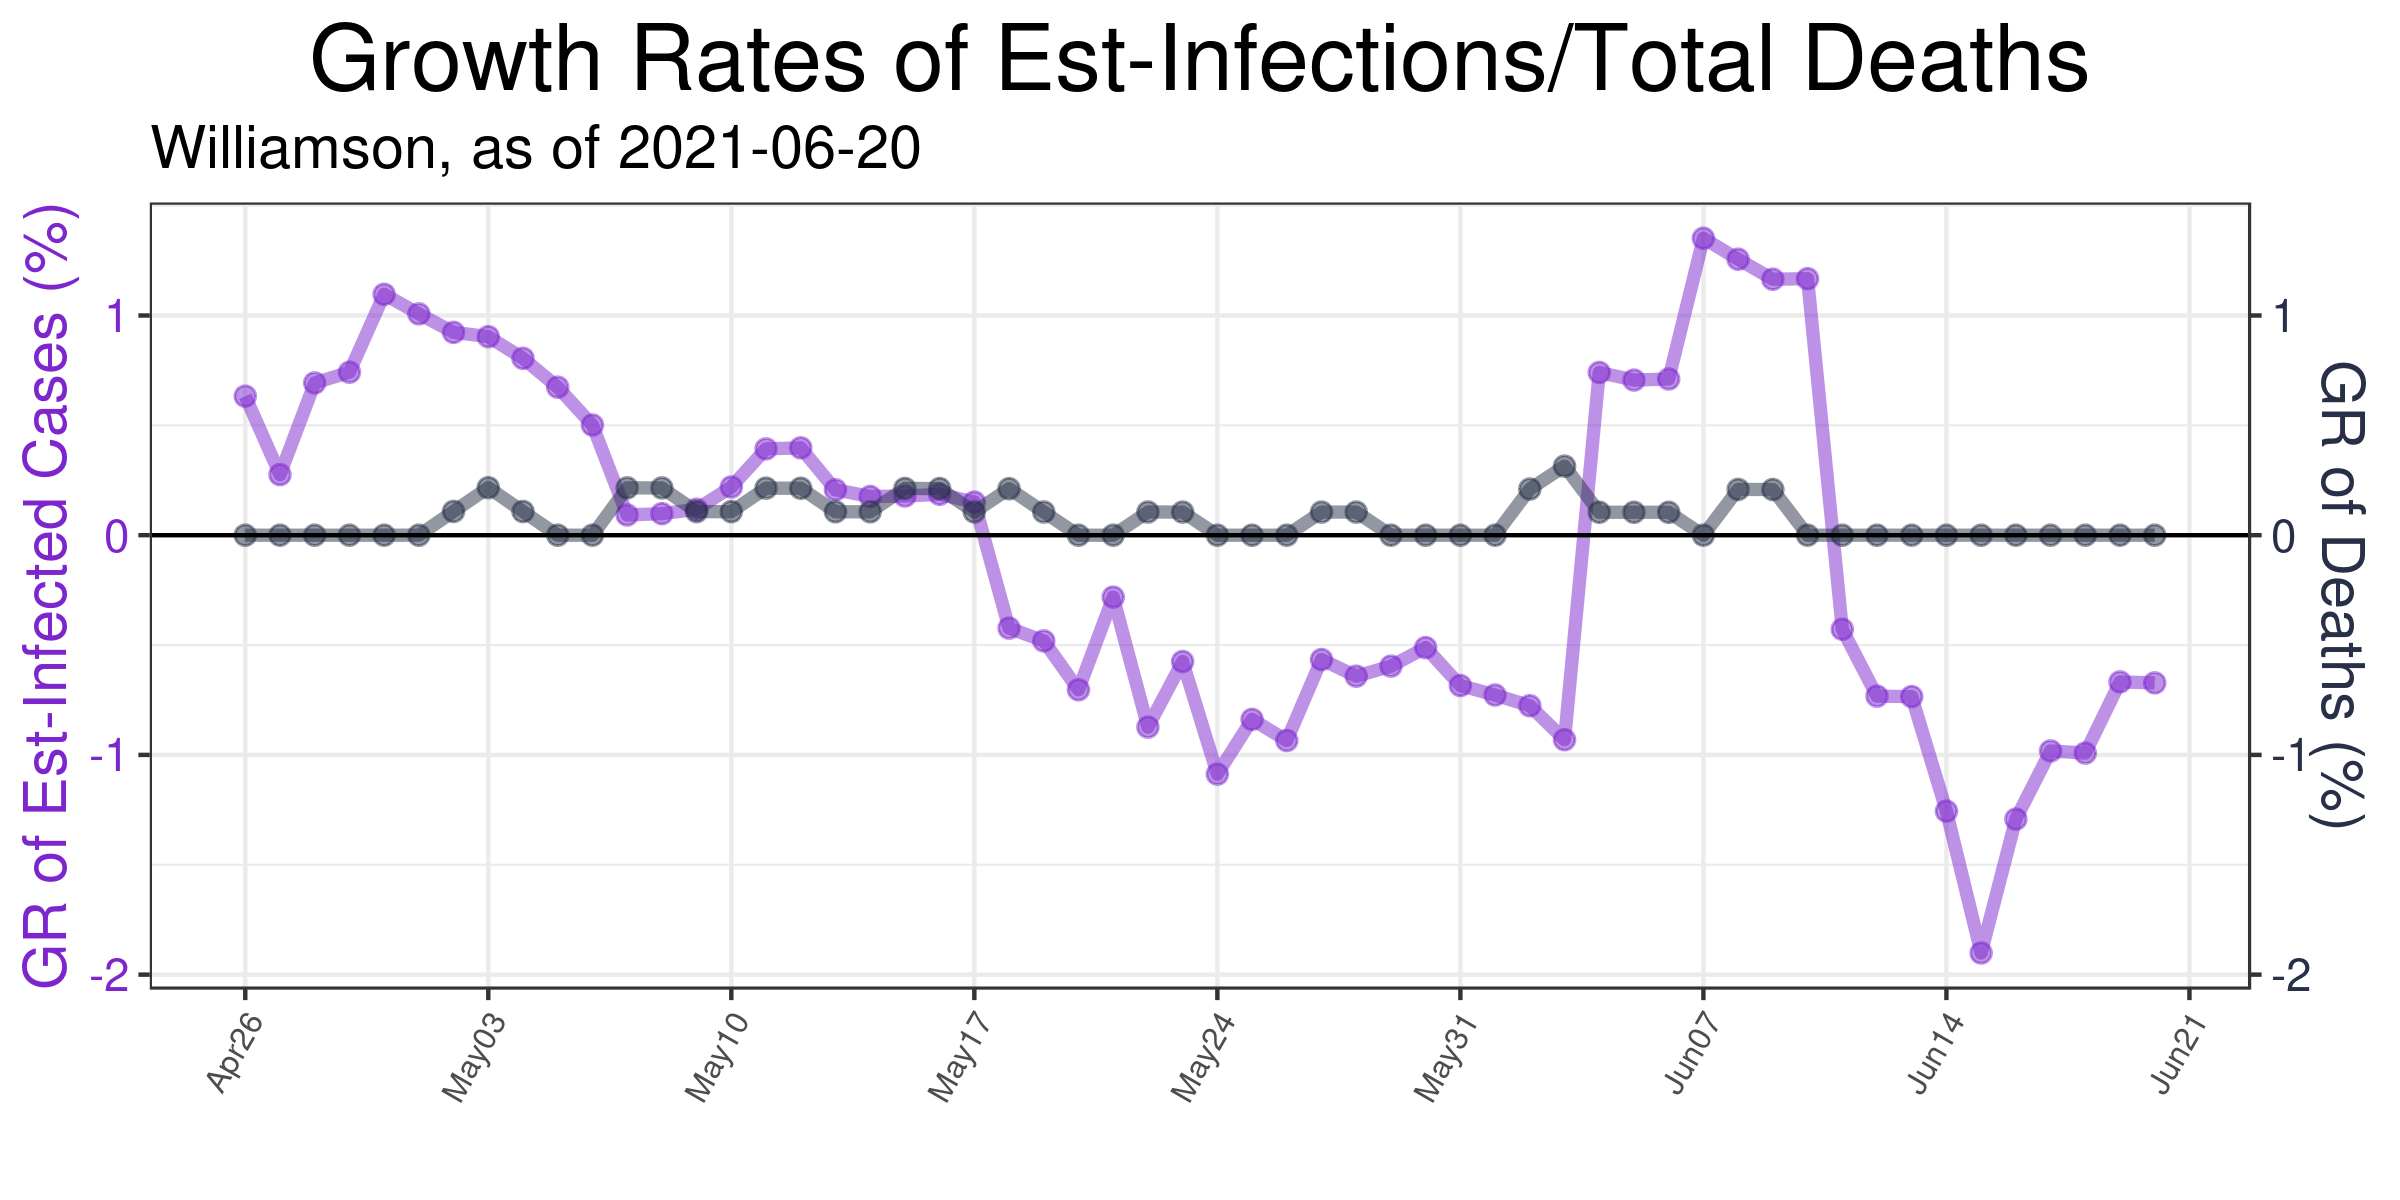 Growth Rates of Est-Infections/Total Deaths
Williamson, as of 2021-06-20
GR of Est-Infected Cases (%)
1
0
-1
-2
1
0
-1
-2
GR of Deaths (%)
Apr26
May03
May10
May17
May24
May31
Jun07
Jun14
Jun21